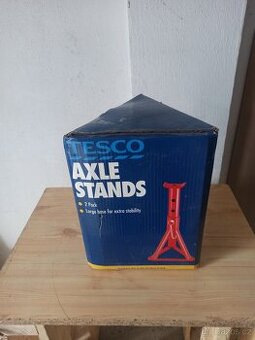 TESCO
AXLE
STANDS
2 Pack
Large base for extra stability